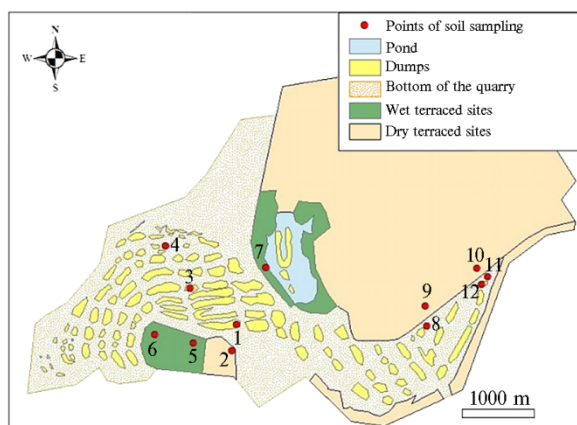 N
W E
S
Points of soil sampling
Pond
Dumps
Bottom of the quarry
Wet terraced sites
Dry terraced sites
4
7
10
11
3
12
9
1
8
6
5
2
1000 m